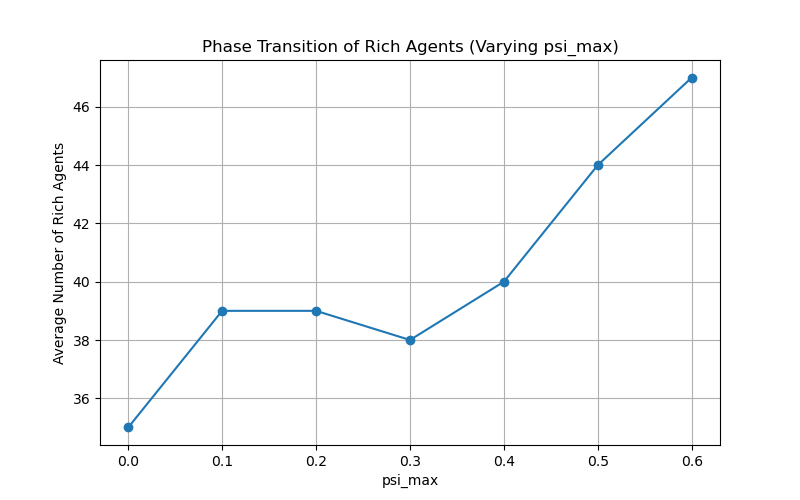 Phase Transition of Rich Agents (Varying psi_max)
Average Number of Rich Agents
46
44
42
40
38
36
0.0 0.1 0.2 0.3 0.4 0.5 0.6
psi_max